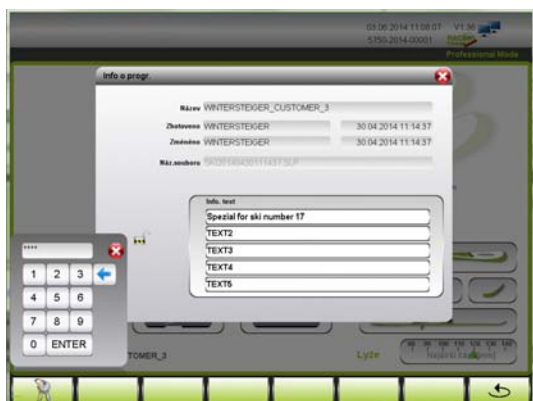 03.06.2014 11:08:07 V1.36
5150-2014-00001
Professional Mode
Info o progr.
Název WINTERSTEIGER_CUSTOMER_3
Zhotoveno WINTERSTEIGER 30.04.2014 11:14:37
Změněno WINTERSTEIGER 30.04.2014 11:14:37
Náz.souboru SKI20140430111437.SLP
Info. text
Spezial for ski number 17
TEXT2
TEXT3
TEXT4
TEXT5
****
1 2 3
4 5 6
7 8 9
0 ENTER
TOMER_3
Lyže